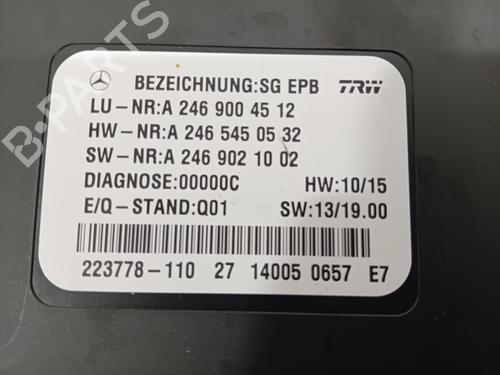 BEZEICHNUNG:SG EPB TRW
LU-NR:A 246 900 45 12
HW-NR:A 246 545 05 32
SW-NR:A 246 902 10 02
DIAGNOSE:00000C HW:10/15
E/Q-STAND:Q01 SW:13/19.00
223778-110 27 14005 0657 E7
B-PARTS